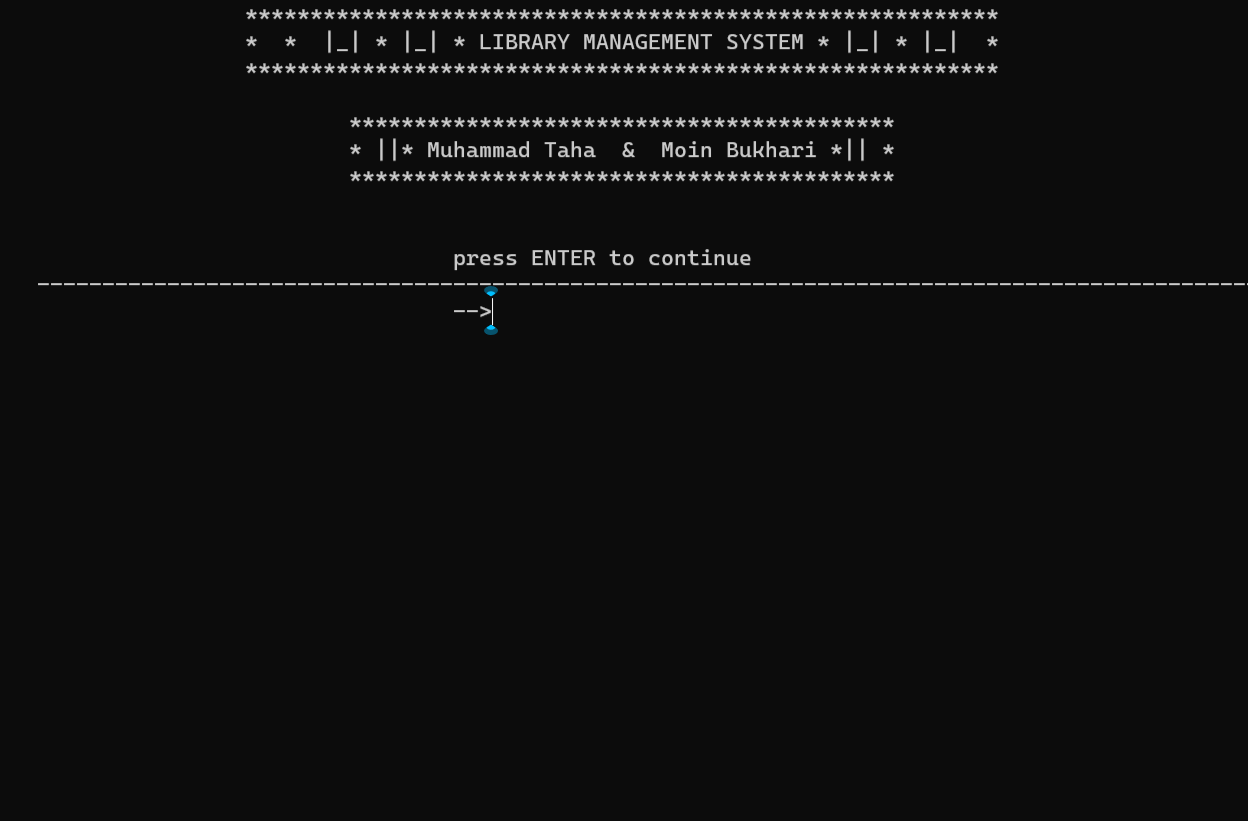 **********************************************************
*  *  |_| * |_| * LIBRARY MANAGEMENT SYSTEM * |_| * |_|  *
**********************************************************
******************************************
* ||* Muhammad Taha  &  Moin Bukhari *|| *
******************************************
press ENTER to continue
---------------------------------------------------------------------------------------------
-->